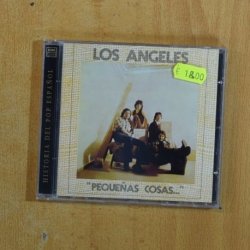 LOS ANGELES
€ 18,00
"PEQUEÑAS COSAS..."
HISTORIA DEL POP ESPAÑOL